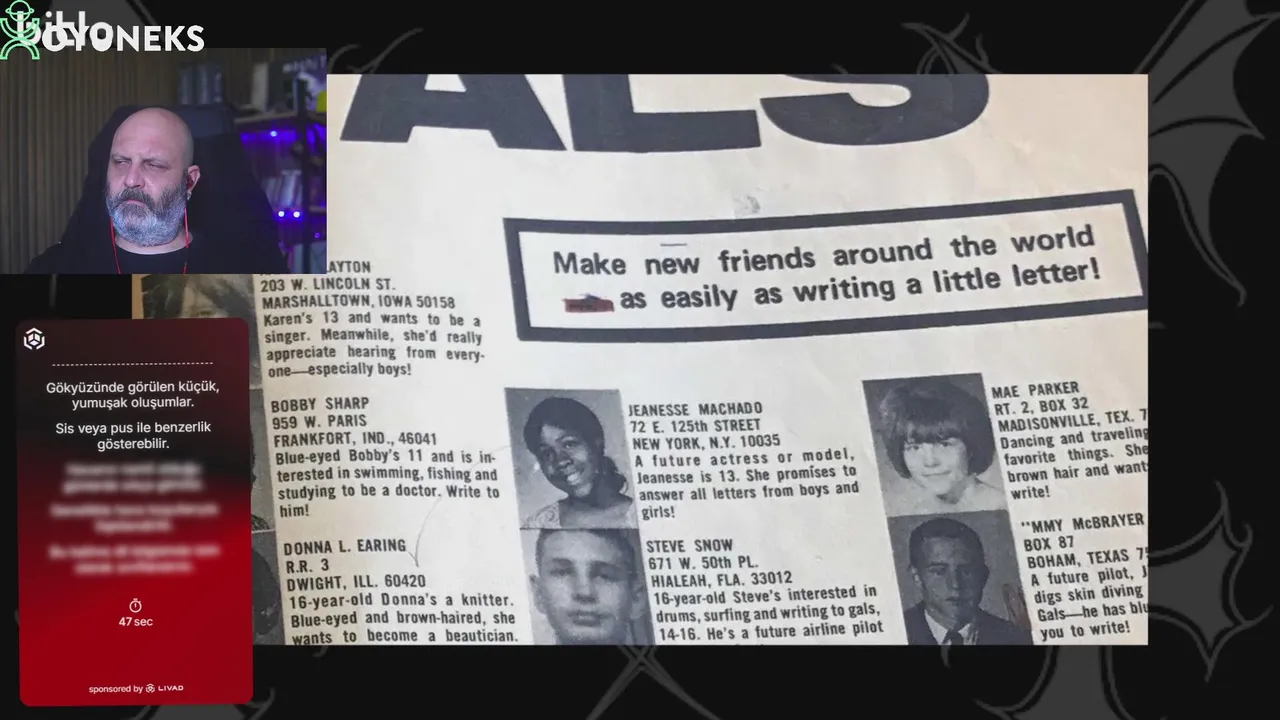 OYUNEKS
ALS
Make new friends around the world
as easily as writing a little letter!
AYTON
203 W. LINCOLN ST.
MARSHALLTOWN, IOWA 50158
Karen's 13 and wants to be a
singer. Meanwhile, she'd really
appreciate hearing from every-
one—especially boys!
BOBBY SHARP
959 W. PARIS
FRANKFORT, IND., 46041
Blue-eyed Bobby's 11 and is in-
terested in swimming, fishing and
studying to be a doctor. Write to
him!
DONNA L. EARING
R.R. 3
DWIGHT, ILL. 60420
16-year-old Donna's a knitter.
Blue-eyed and brown-haired, she
wants to become a beautician.
JEANESSE MACHADO
72 E. 125th STREET
NEW YORK, N.Y. 10035
A future actress or model,
Jeanesse is 13. She promises to
answer all letters from boys and
girls!
STEVE SNOW
671 W. 50th PL.
HIALEAH, FLA. 33012
16-year-old Steve's interested in
drums, surfing and writing to gals,
14-16. He's a future airline pilot
MAE PARKER
RT. 2, BOX 32
MADISONVILLE, TEX. 7
Dancing and traveling
favorite things. She
brown hair and want
write!
MMY McBRAYER
BOX 87
BOHAM, TEXAS 75
A future pilot, J
digs skin diving
Gals—he has blu
you to write!
Gökyüzünde görülen küçük,
yumuşak oluşumlar.
Sis veya pus ile benzerlik
gösterebilir.
47 sec
sponsored by LIVAD